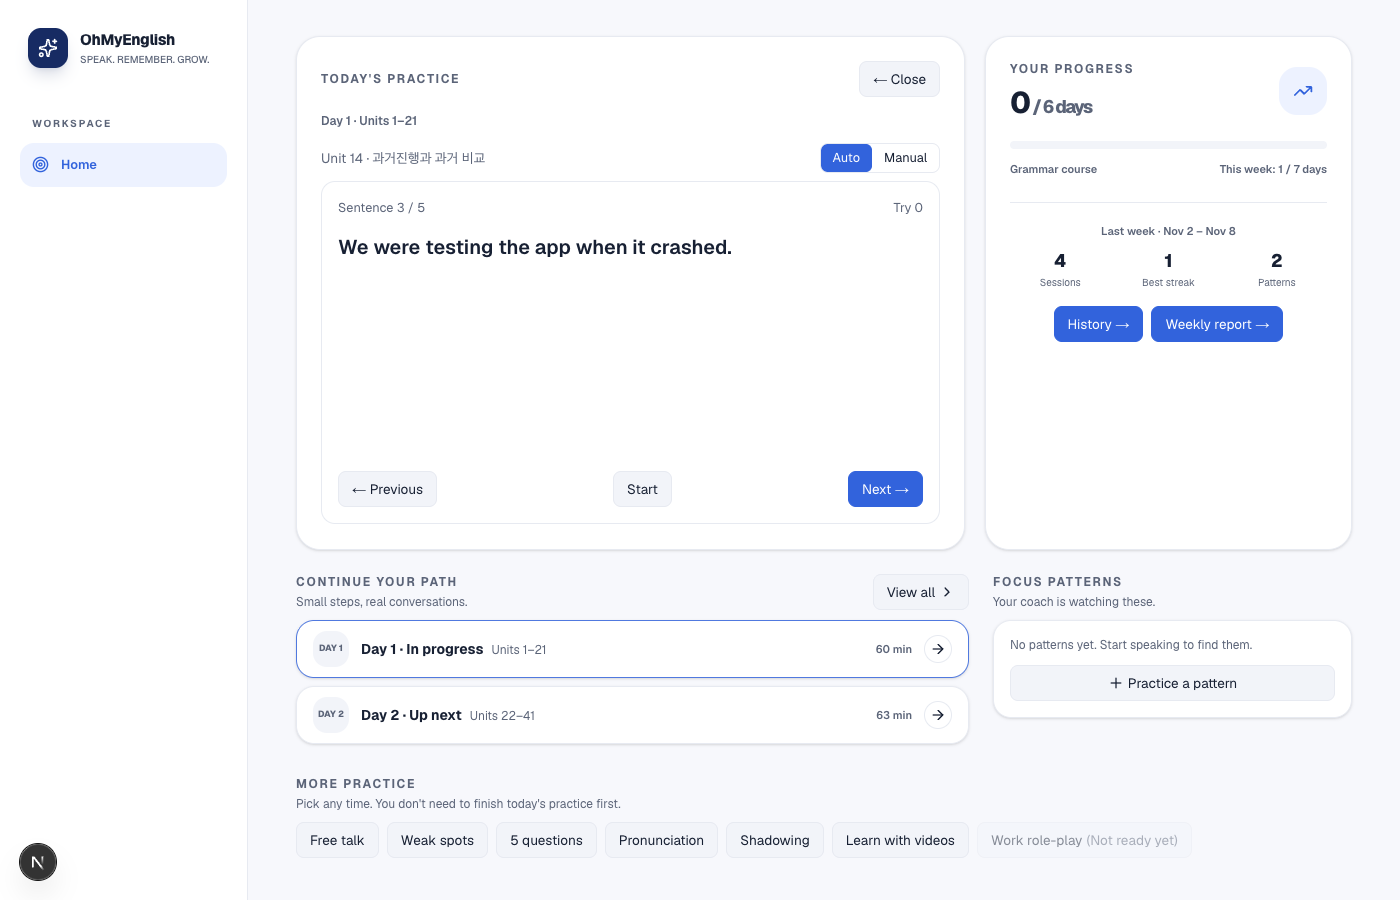 OhMyEnglish
SPEAK. REMEMBER. GROW.
WORKSPACE
Home
TODAY'S PRACTICE
← Close
Day 1 · Units 1–21
Unit 14 · 과거진행과 과거 비교
Auto
Manual
Sentence 3 / 5
Try 0
We were testing the app when it crashed.
← Previous
Start
Next →
YOUR PROGRESS
0 / 6 days
Grammar course
This week: 1 / 7 days
Last week · Nov 2 – Nov 8
4
Sessions
1
Best streak
2
Patterns
History →
Weekly report →
CONTINUE YOUR PATH
Small steps, real conversations.
View all
DAY 1
Day 1 · In progress
Units 1–21
60 min
DAY 2
Day 2 · Up next
Units 22–41
63 min
FOCUS PATTERNS
Your coach is watching these.
No patterns yet. Start speaking to find them.
+ Practice a pattern
MORE PRACTICE
Pick any time. You don't need to finish today's practice first.
Free talk
Weak spots
5 questions
Pronunciation
Shadowing
Learn with videos
Work role-play (Not ready yet)
N